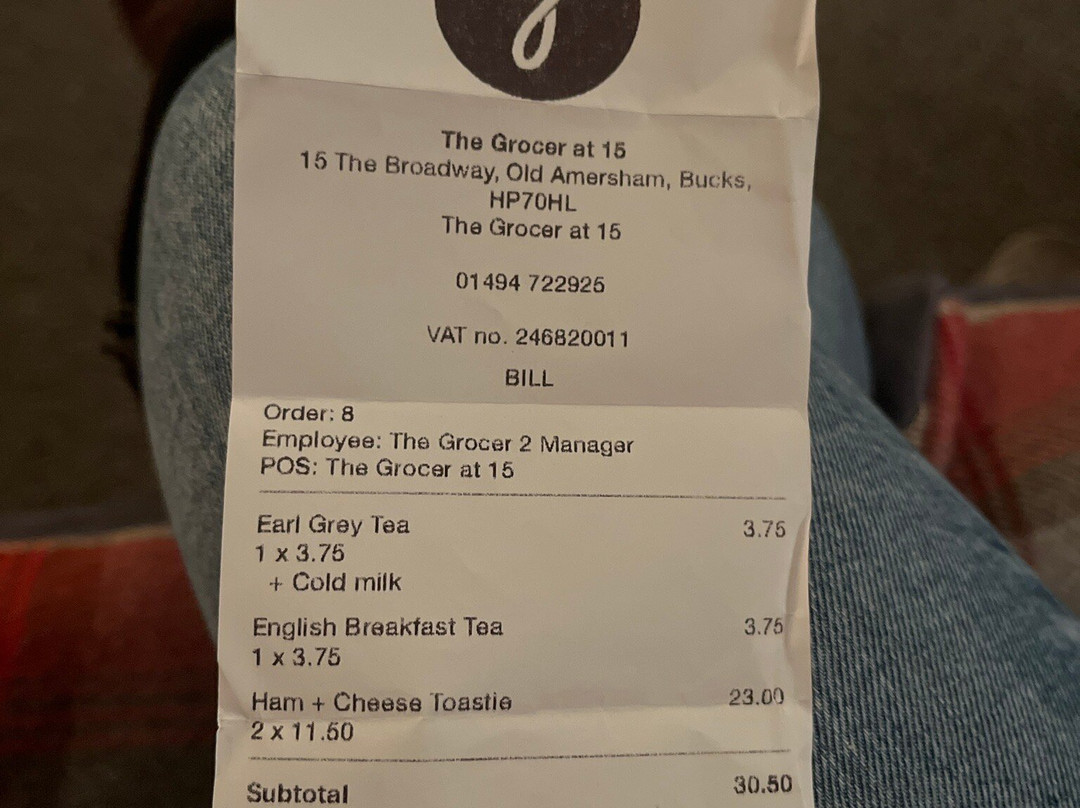 g
The Grocer at 15
15 The Broadway, Old Amersham, Bucks,
HP70HL
The Grocer at 15
01494 722925
VAT no. 246820011
BILL
Order: 8
Employee: The Grocer 2 Manager
POS: The Grocer at 15
Earl Grey Tea 3.75
1 x 3.75
+ Cold milk
English Breakfast Tea 3.75
1 x 3.75
Ham + Cheese Toastie 23.00
2 x 11.50
Subtotal 30.50